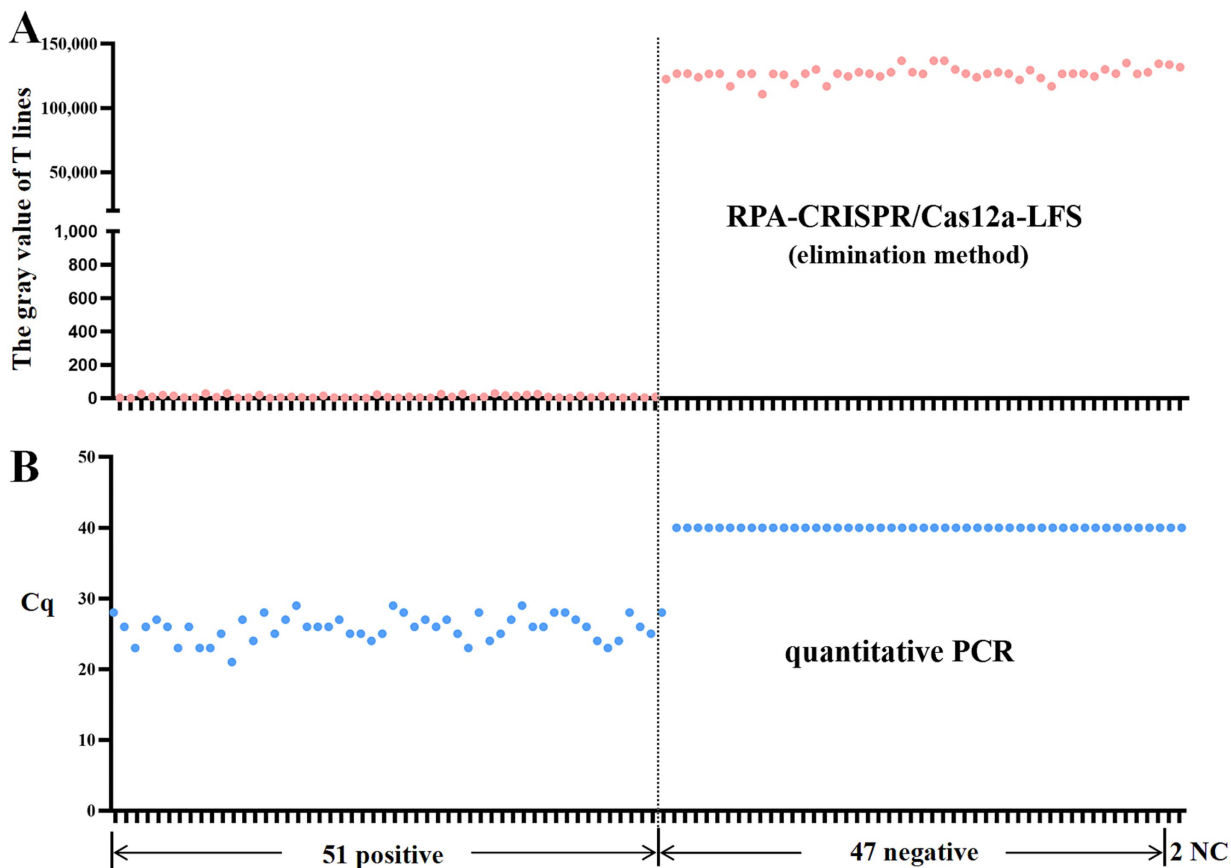 A
The gray value of T lines
150,000
100,000
50,000
1,000
800
600
400
200
0
RPA-CRISPR/Cas12a-LFS
(elimination method)
B
Cq
50
40
30
20
10
0
quantitative PCR
51 positive
47 negative
2 NC